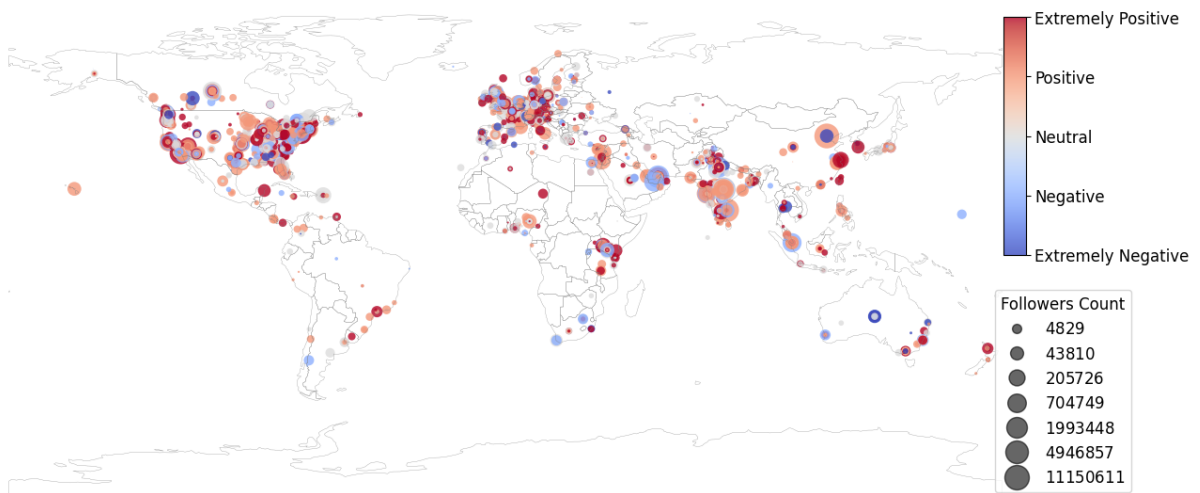 Extremely Positive
Positive
Neutral
Negative
Extremely Negative
Followers Count
4829
43810
205726
704749
1993448
4946857
11150611